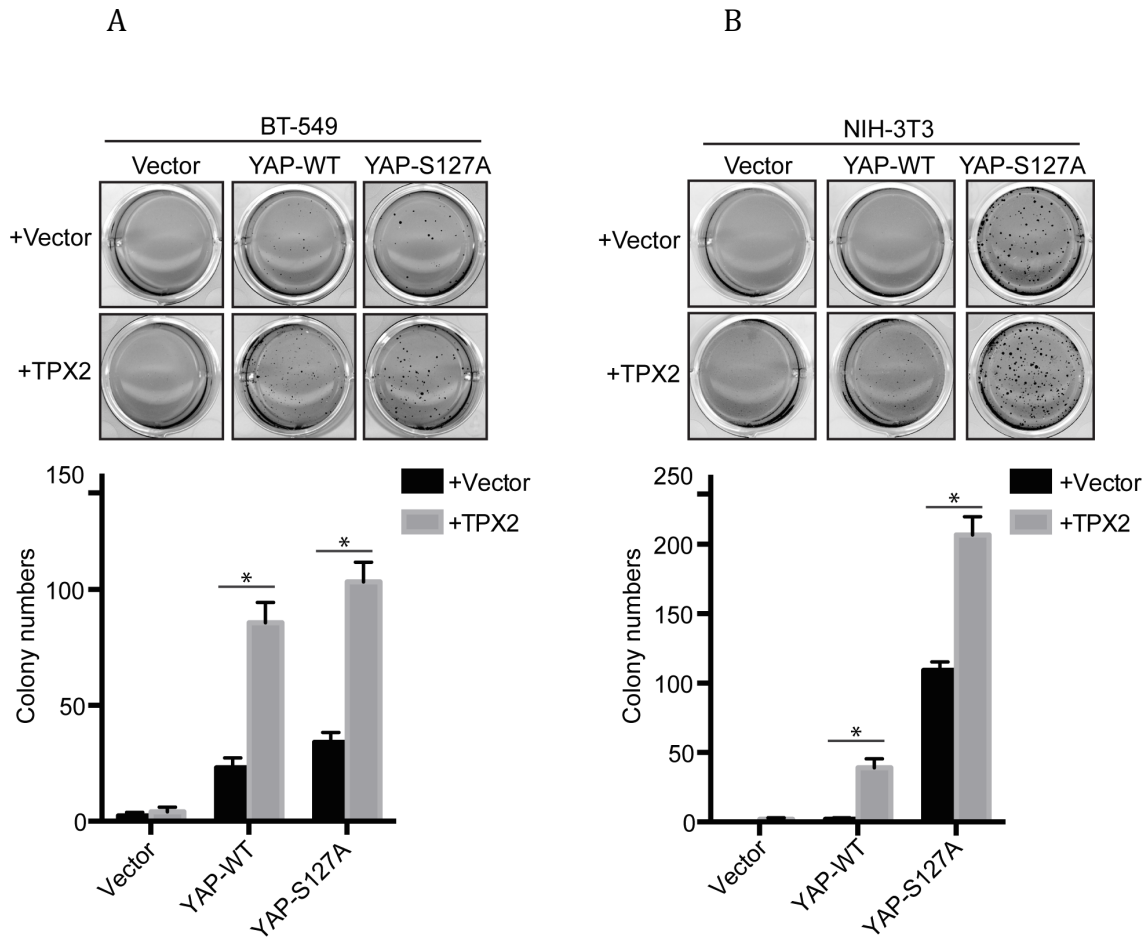 A
BT-549
Vector YAP-WT YAP-S127A
+Vector
+TPX2
150
100
50
0
Colony numbers
+Vector
+TPX2
*
*
Vector
YAP-WT
YAP-S127A
B
NIH-3T3
Vector YAP-WT YAP-S127A
+Vector
+TPX2
250
200
150
100
50
0
Colony numbers
+Vector
+TPX2
*
*
Vector
YAP-WT
YAP-S127A